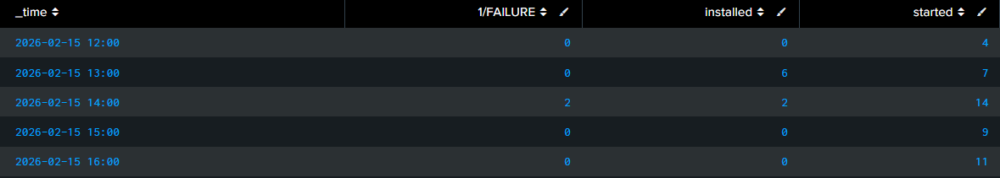 _time 1/FAILURE installed started
2026-02-15 12:00 0 0 4
2026-02-15 13:00 0 6 7
2026-02-15 14:00 2 2 14
2026-02-15 15:00 0 0 9
2026-02-15 16:00 0 0 11